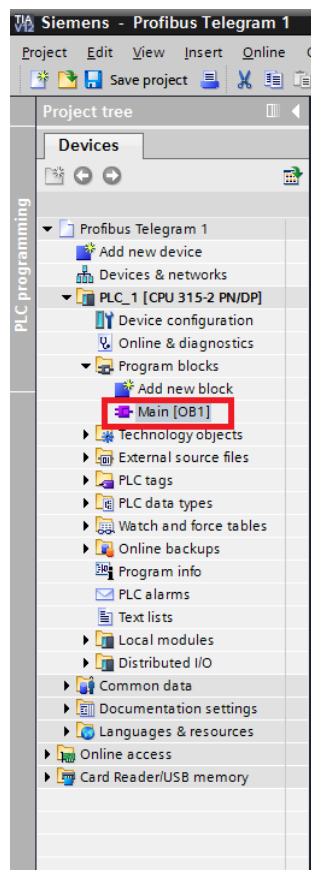 TIA V12 Siemens - Profibus Telegram 1
Project Edit View Insert Online
Save project
Project tree
Devices
PLC programming
Profibus Telegram 1
Add new device
Devices & networks
PLC_1 [CPU 315-2 PN/DP]
Device configuration
Online & diagnostics
Program blocks
Add new block
Main [OB1]
Technology objects
External source files
PLC tags
PLC data types
Watch and force tables
Online backups
Program info
PLC alarms
Text lists
Local modules
Distributed I/O
Common data
Documentation settings
Languages & resources
Online access
Card Reader/USB memory